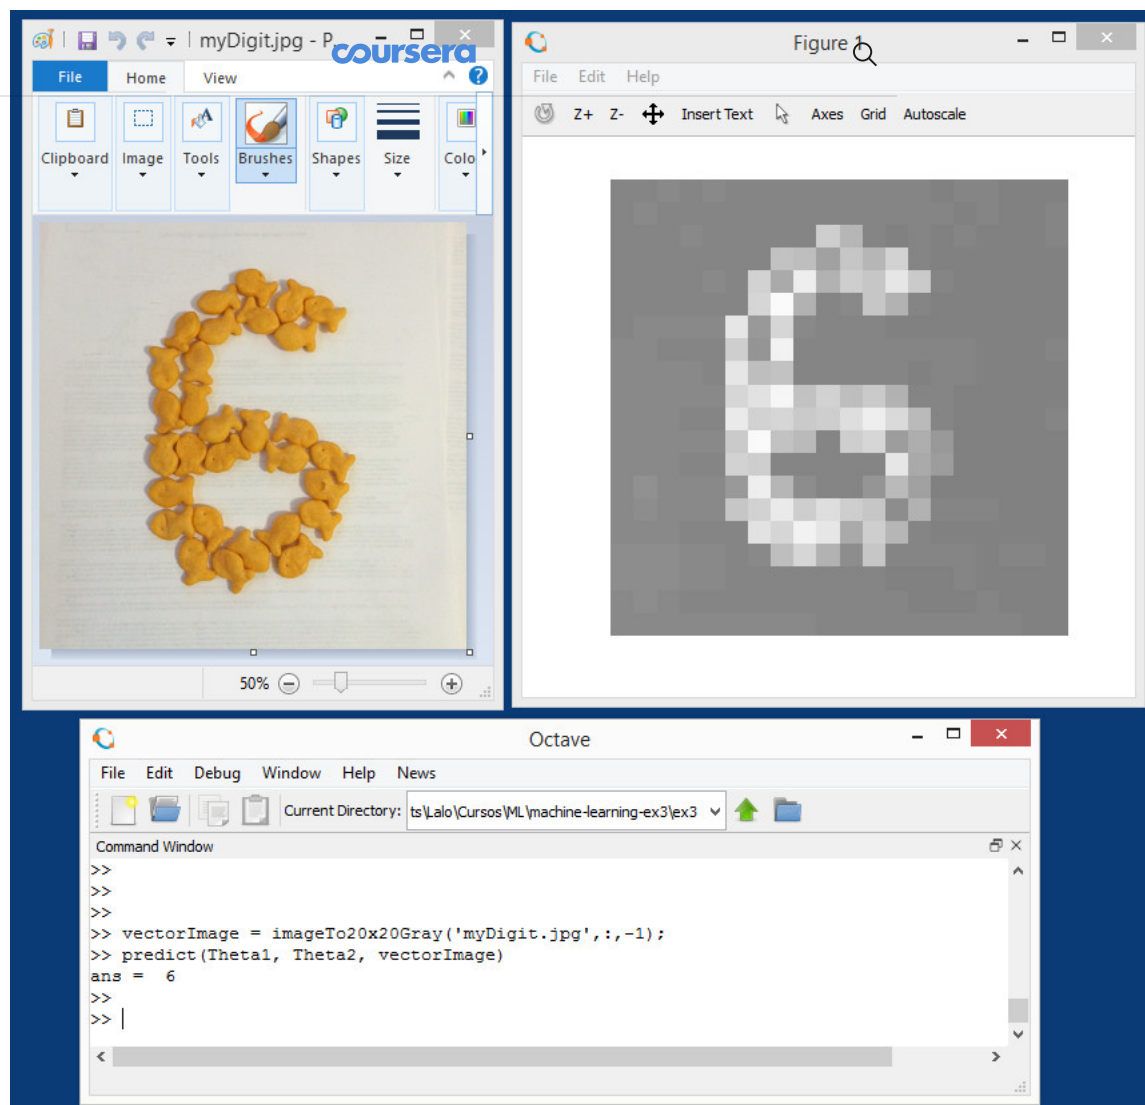 myDigit.jpg - P
coursera
File Home View
Clipboard Image Tools Brushes Shapes Size Colo
50%
Figure 1
File Edit Help
Z+ Z- Insert Text Axes Grid Autoscale
Octave
File Edit Debug Window Help News
Current Directory: ts\Lalo\Cursos\ML\machine-learning-ex3\ex3
Command Window
>>
>>
>>
>> vectorImage = imageTo20x20Gray('myDigit.jpg',:,-1);
>> predict(Theta1, Theta2, vectorImage)
ans = 6
>>
>>